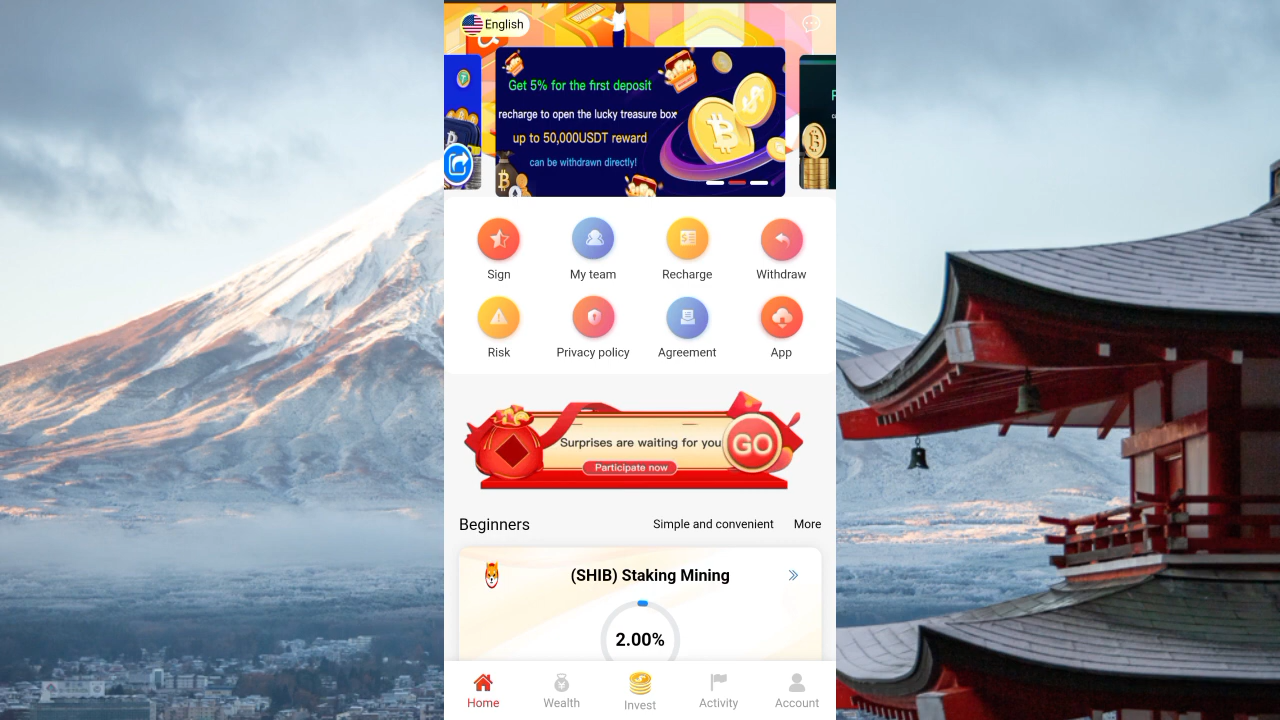 English
Get 5% for the first deposit
recharge to open the lucky treasure box
up to 50,000USDT reward
can be withdrawn directly!
Sign
My team
Recharge
Withdraw
Risk
Privacy policy
Agreement
App
Surprises are waiting for you
GO
Participate now
Beginners
Simple and convenient
More
(SHIB) Staking Mining
2.00%
Home
Wealth
Invest
Activity
Account